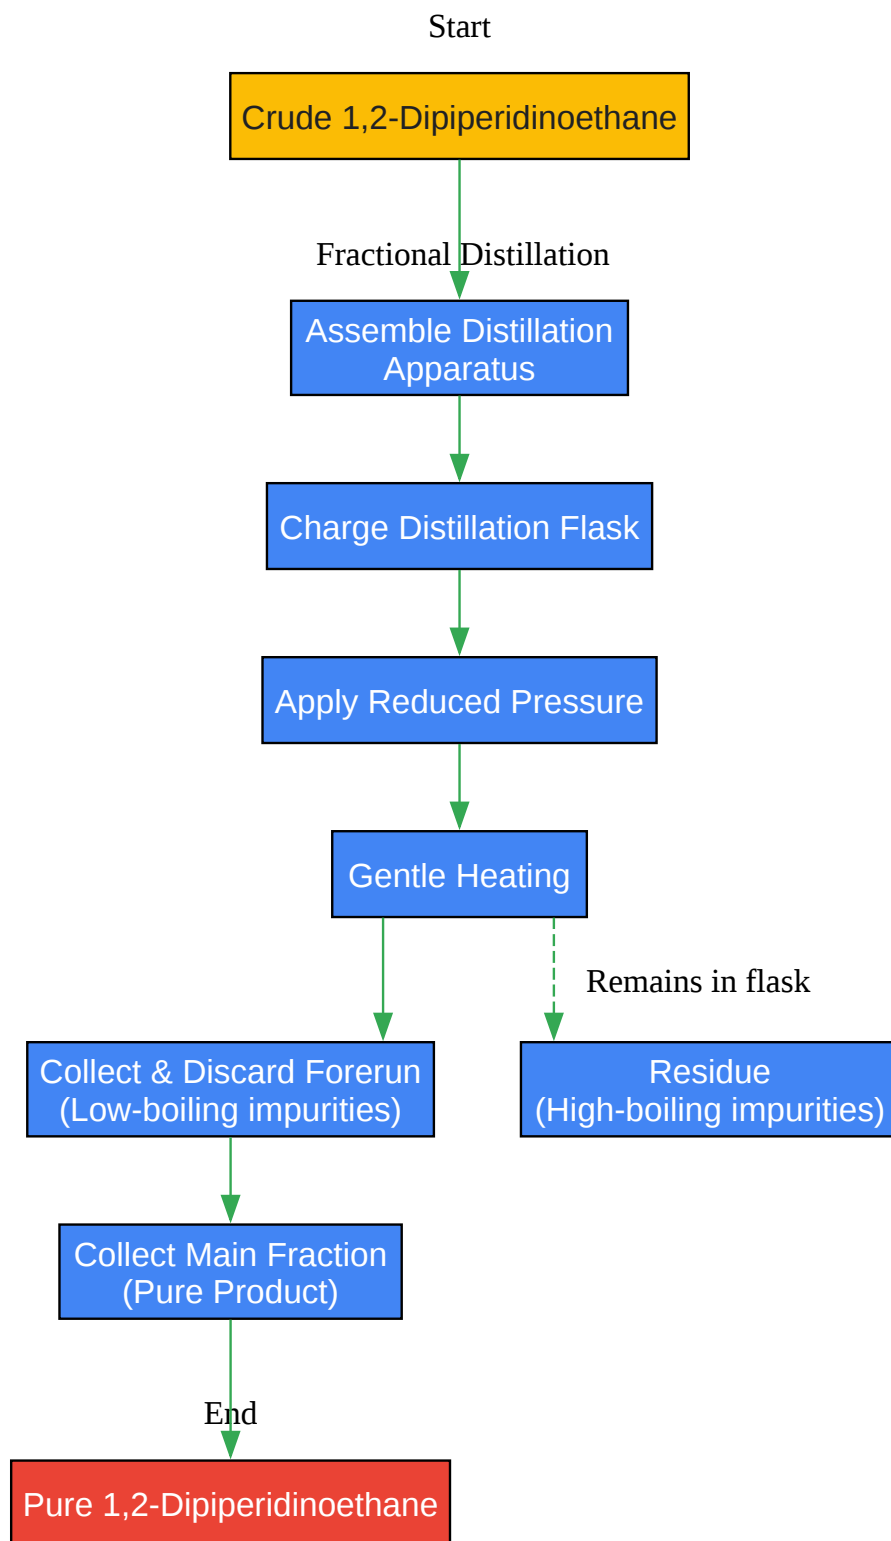 Start
Crude 1,2-Dipiperidinoethane
Fractional Distillation
Assemble Distillation
Apparatus
Charge Distillation Flask
Apply Reduced Pressure
Gentle Heating
Remains in flask
Collect & Discard Forerun
(Low-boiling impurities)
Residue
(High-boiling impurities)
Collect Main Fraction
(Pure Product)
End
Pure 1,2-Dipiperidinoethane